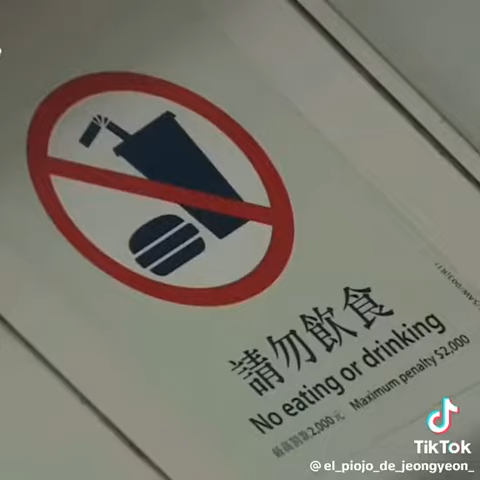 請勿飲食
No eating or drinking
最高罰款2,000元 Maximum penalty $2,000
TikTok
@el_piojo_de_jeongyeon_